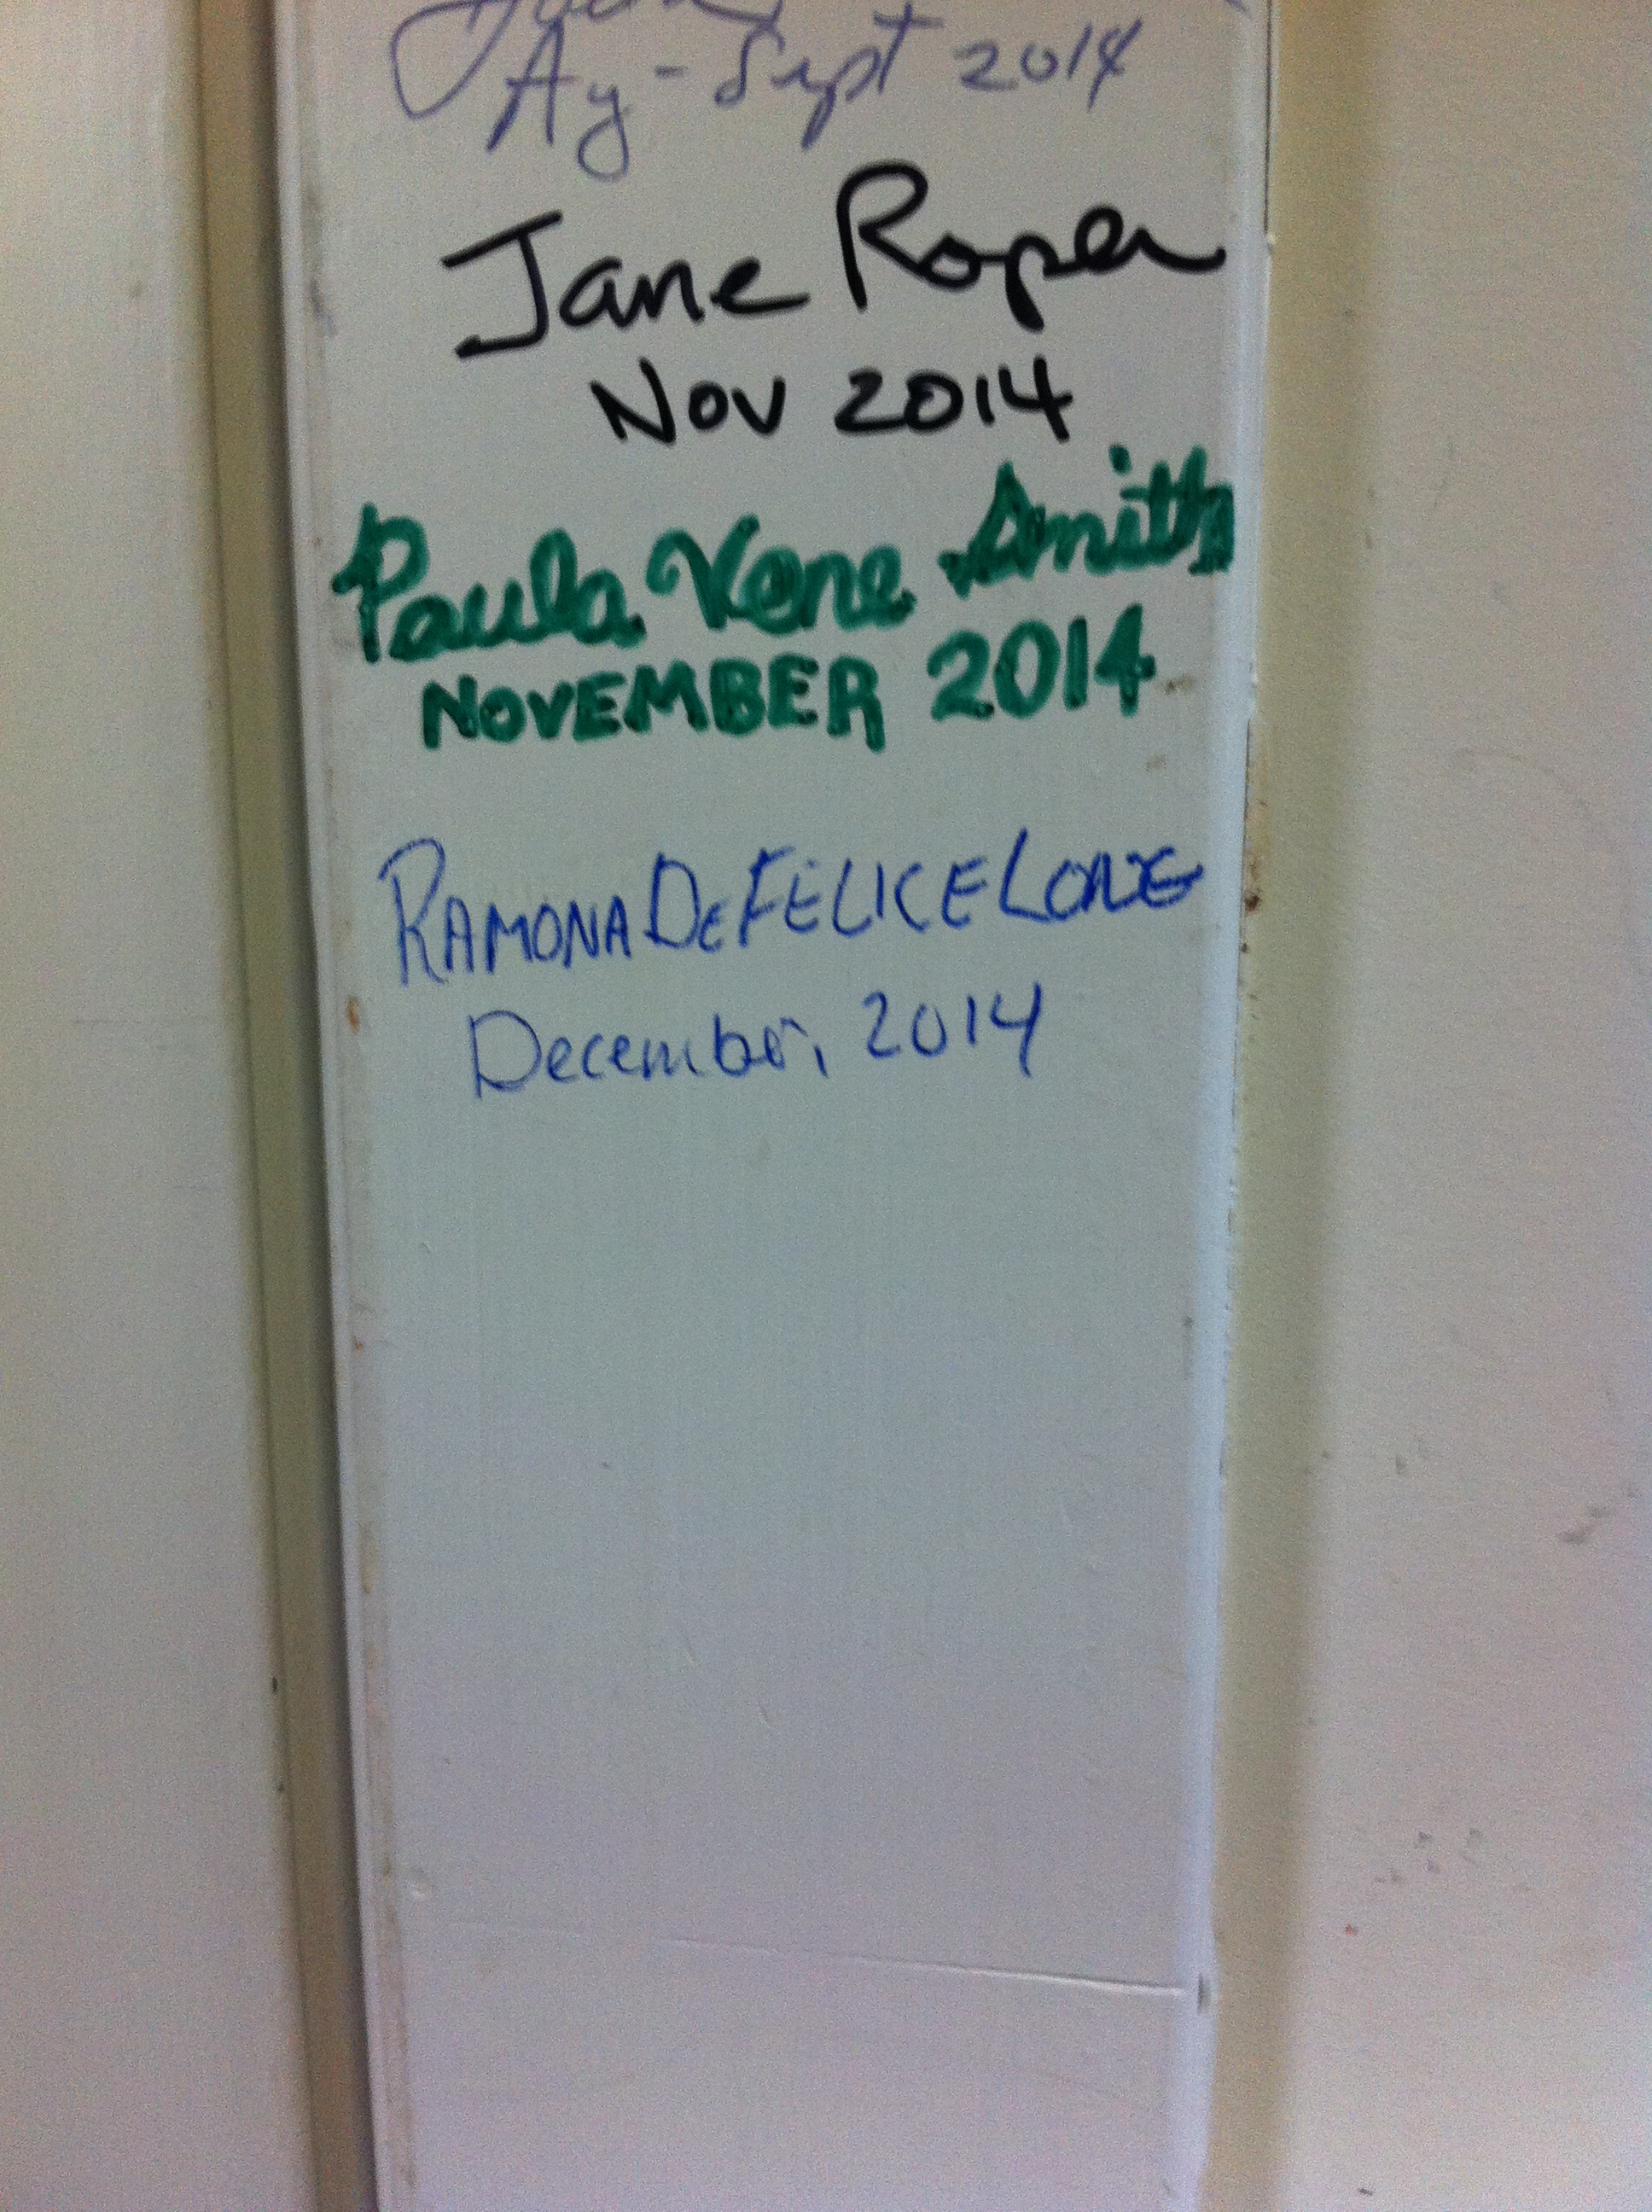 Ag-Sept 2014
Jane Roper
Nov 2014
Paula Vene Smith
NOVEMBER 2014
RAMONA DEFELICE LONG
December, 2014